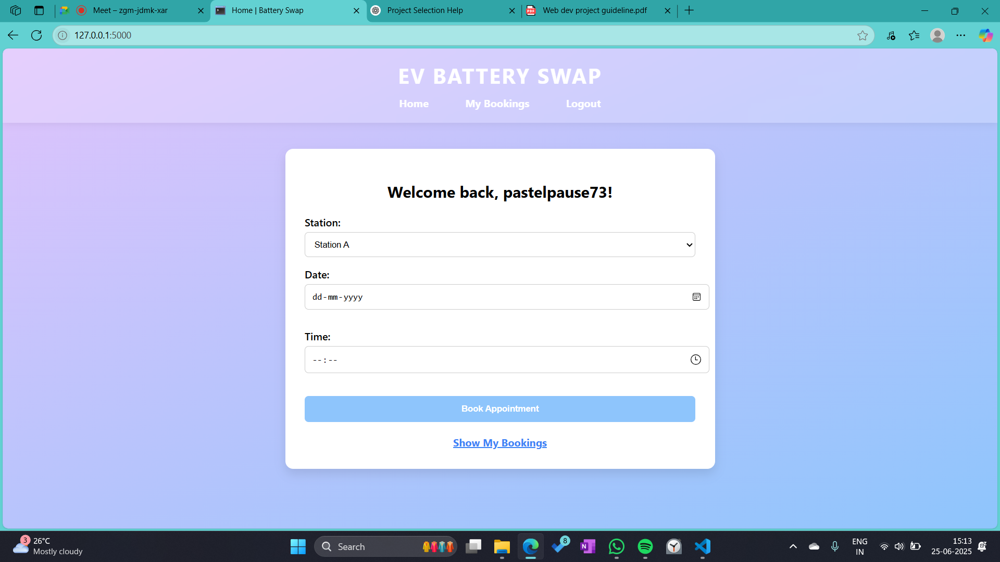 Meet – zgm-jdmk-xar
Home | Battery Swap
Project Selection Help
PDF
Web dev project guideline.pdf
127.0.0.1:5000
EV BATTERY SWAP
Home
My Bookings
Logout
Welcome back, pastelpause73!
Station:
Station A
Date:
dd-mm-yyyy
Time:
--:--
Book Appointment
Show My Bookings
3
26°C
Mostly cloudy
Search
8
N
ENG
IN
15:13
25-06-2025